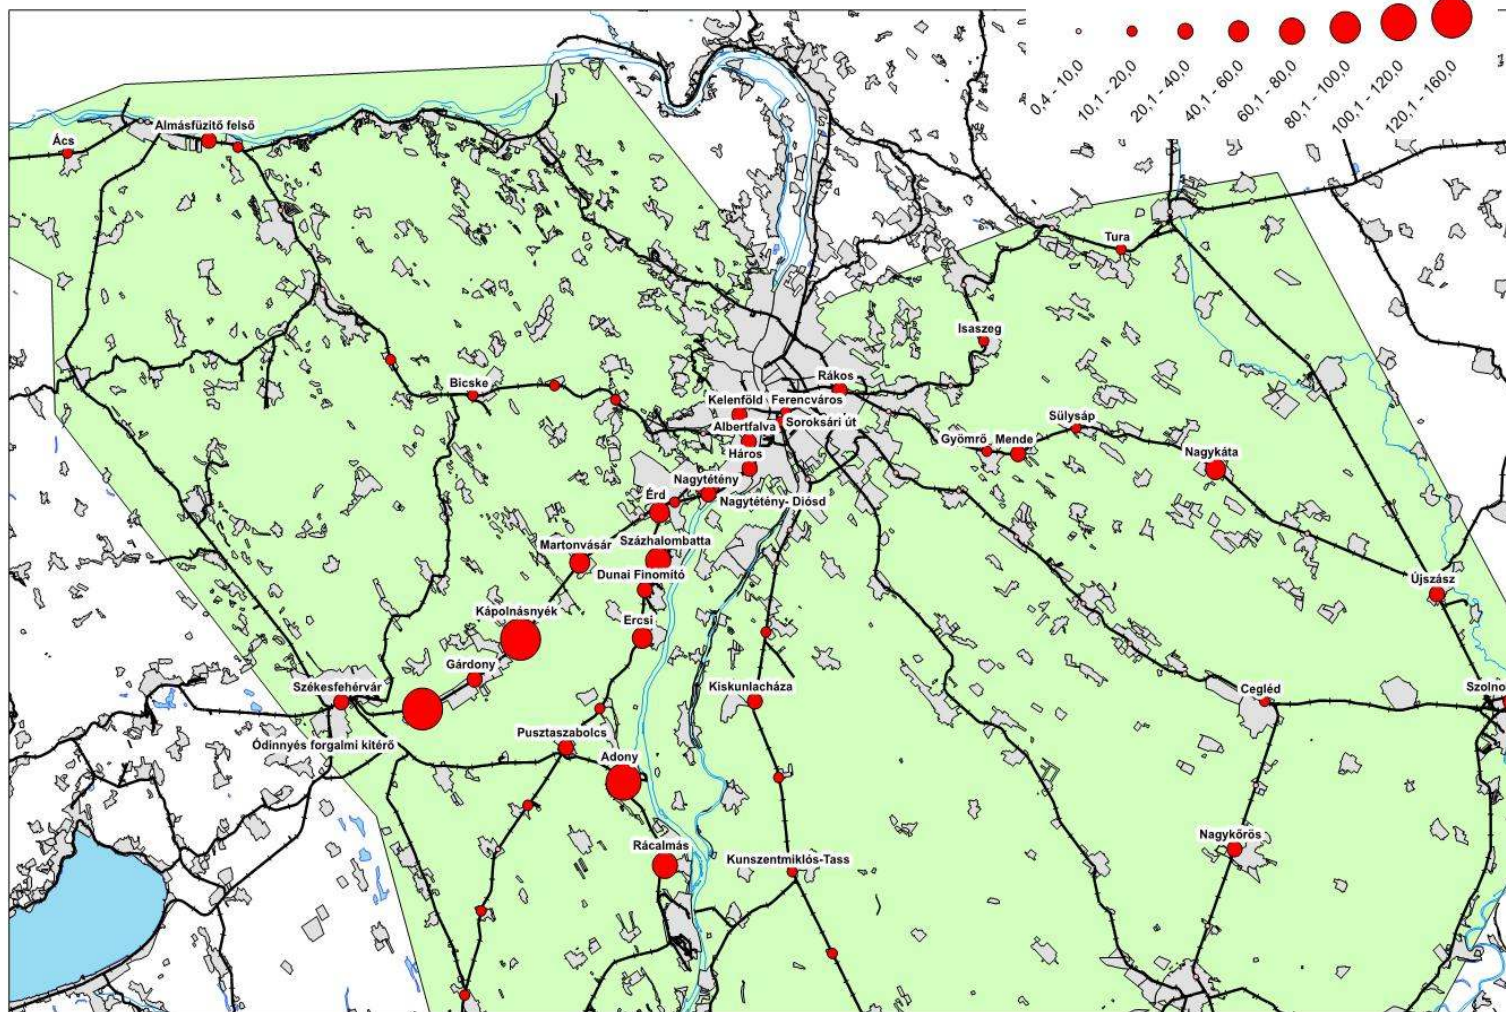 0,4 - 10,0
10,1 - 20,0
20,1 - 40,0
40,1 - 60,0
60,1 - 80,0
80,1 - 100,0
100,1 - 120,0
120,1 - 160,0
Ács
Almásfüzitő felső
Tura
Isaszeg
Rákos
Bicske
Kelenföld
Ferencváros
Albertfalva
Soroksári út
Sülysáp
Gyömrő
Mende
Háros
Nagykáta
Nagytétény
Érd
Nagytétény- Diósd
Martonvásár
Százhalombatta
Dunai Finomító
Újszász
Kápolnásnyék
Ercsi
Gárdony
Székesfehérvár
Kiskunlacháza
Cegléd
Szolno
Pusztaszabolcs
Ódinnyés forgalmi kitérő
Adony
Nagykőrös
Rácalmás
Kunszentmiklós-Tass